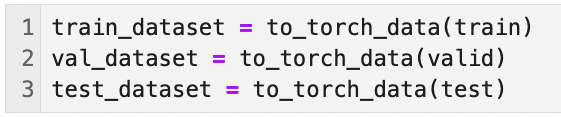 1 train_dataset = to_torch_data(train)
2 val_dataset = to_torch_data(valid)
3 test_dataset = to_torch_data(test)